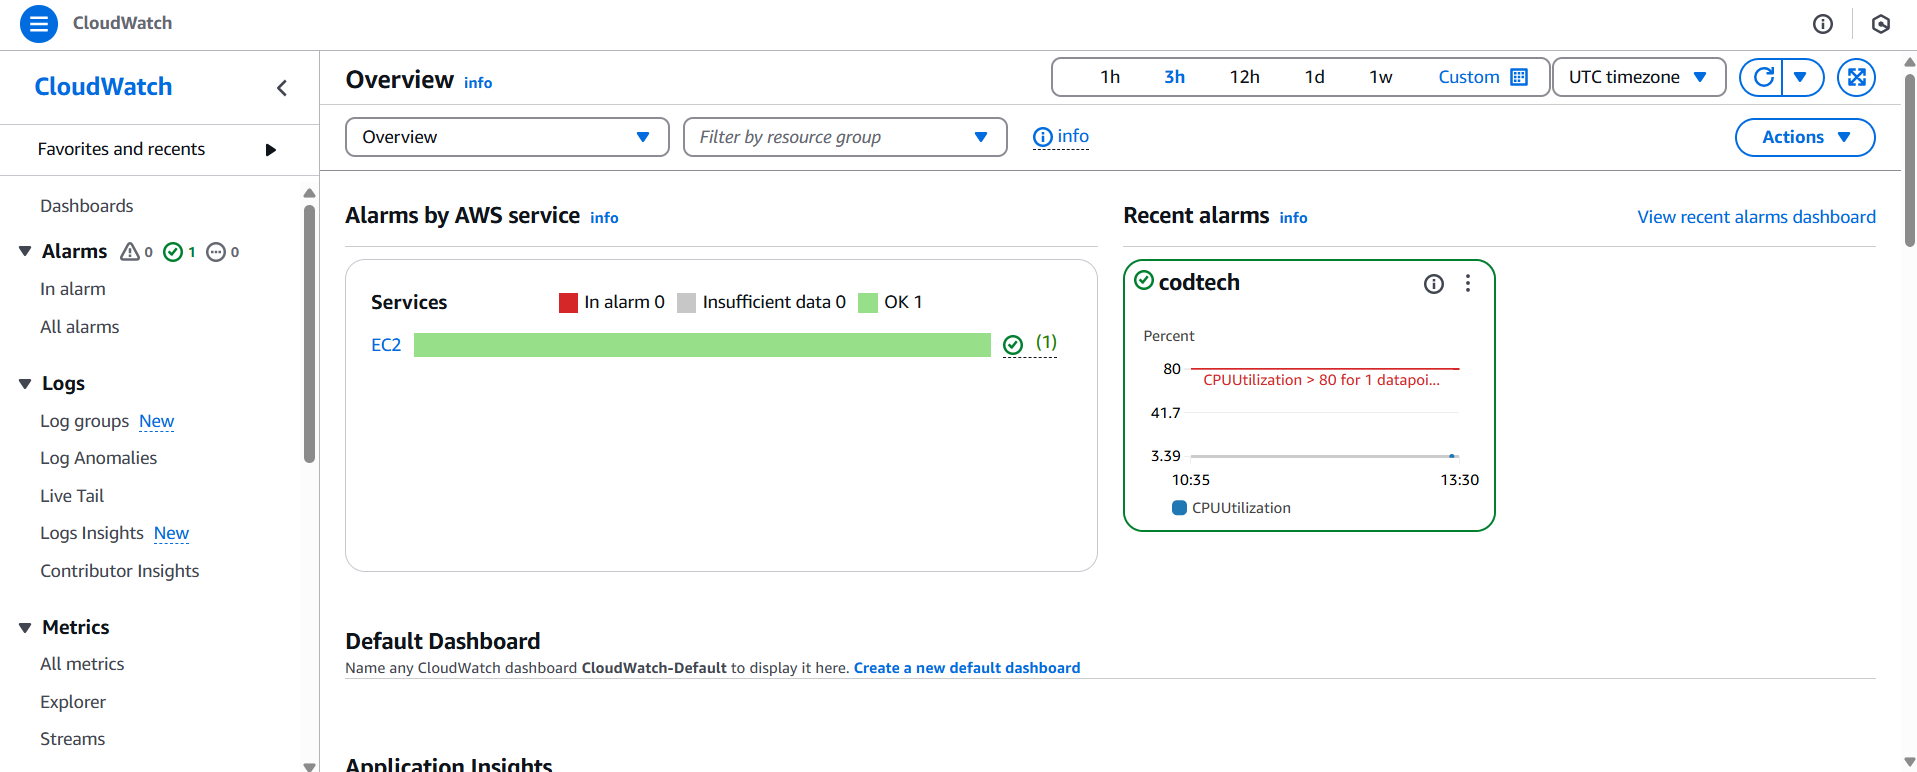 CloudWatch
CloudWatch
Favorites and recents
Dashboards
Alarms 0 1 0
In alarm
All alarms
Logs
Log groups New
Log Anomalies
Live Tail
Logs Insights New
Contributor Insights
Metrics
All metrics
Explorer
Streams
Overview info
1h 3h 12h 1d 1w Custom UTC timezone
Overview Filter by resource group info Actions
Alarms by AWS service info
Services In alarm 0 Insufficient data 0 OK 1
EC2 (1)
Recent alarms info View recent alarms dashboard
codtech
Percent
80
CPUUtilization > 80 for 1 datapoi...
41.7
3.39
10:35 13:30
CPUUtilization
Default Dashboard
Name any CloudWatch dashboard CloudWatch-Default to display it here. Create a new default dashboard
Application Insights